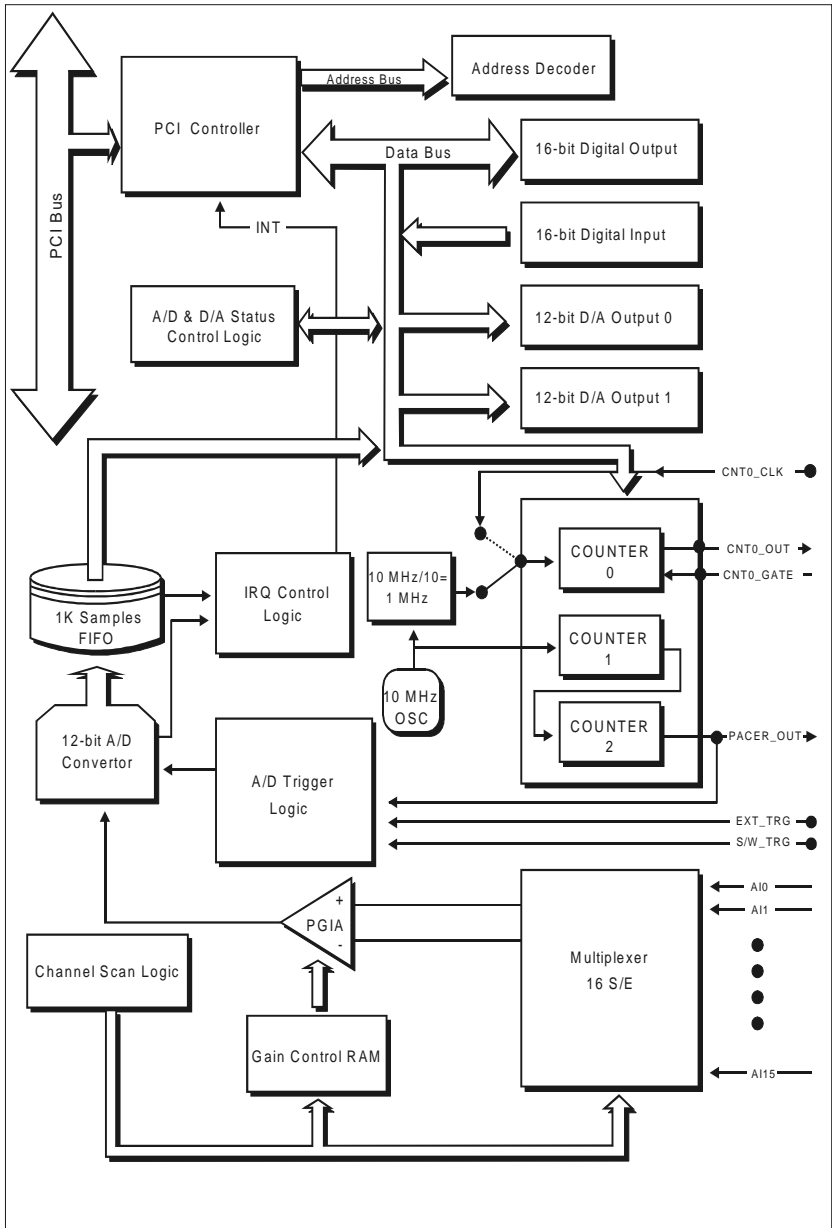 Address Bus
Address Decoder
PCI Controller
PCI Bus
Data Bus
16-bit Digital Output
INT
16-bit Digital Input
A/D & D/A Status
Control Logic
12-bit D/A Output 0
12-bit D/A Output 1
CNT0_CLK
COUNTER
0
CNT0_OUT
CNT0_GATE
10 MHz/10=
1 MHz
IRQ Control
Logic
1K Samples
FIFO
COUNTER
1
10 MHz
OSC
COUNTER
2
PACER_OUT
12-bit A/D
Convertor
A/D Trigger
Logic
EXT_TRG
S/W_TRG
AI0
AI1
+
PGIA
-
Multiplexer
16 S/E
Channel Scan Logic
Gain Control RAM
AI15